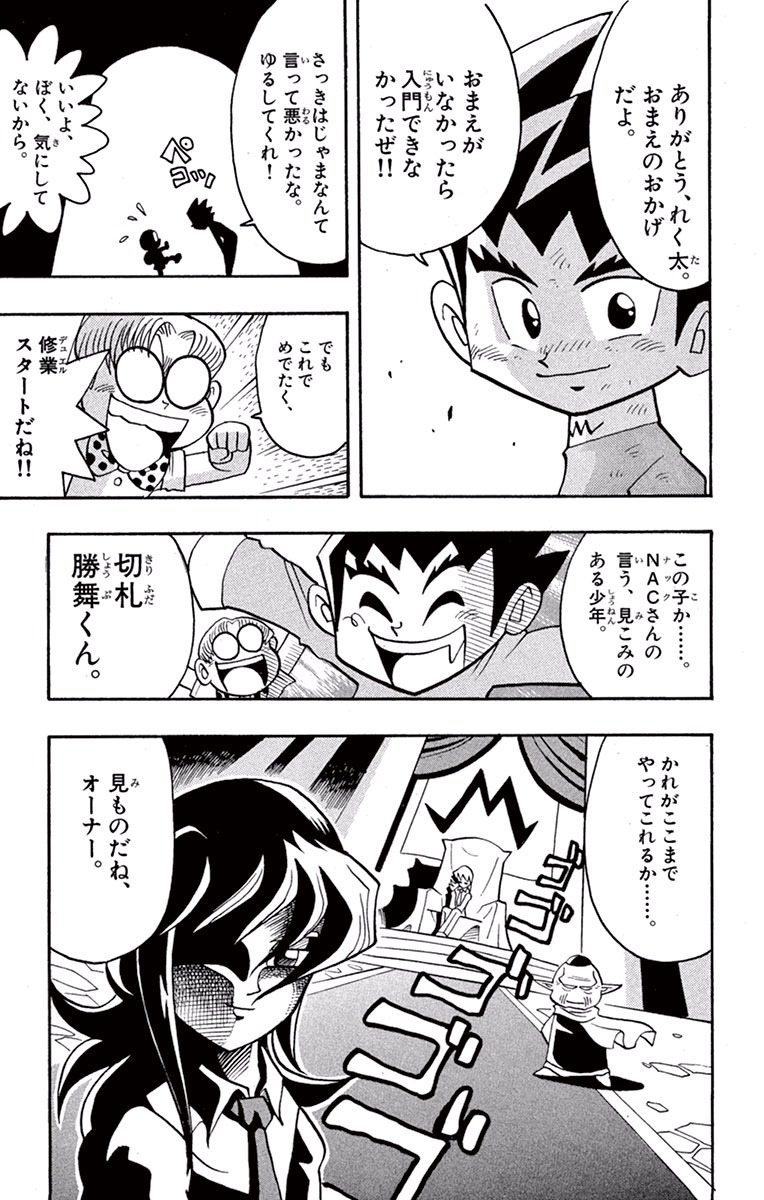 ありがとう、れく太。
おまえのおかげ
だよ。
おまえが
いなかったら
入門できな
かったぜ!!
さっきはじゃまなんて
言って悪かったな。
ゆるしてくれ!
ペコッ
いいよ、
ぼく、気にして
ないから。
でも
これで
めでたく、
修業
スタートだね!!
この子か……。
NACさんの
言う、見こみの
ある少年。
切札
勝舞くん。
かれがここまで
やってこれるか……。
ガガガガガガ
見ものだね、
オーナー。